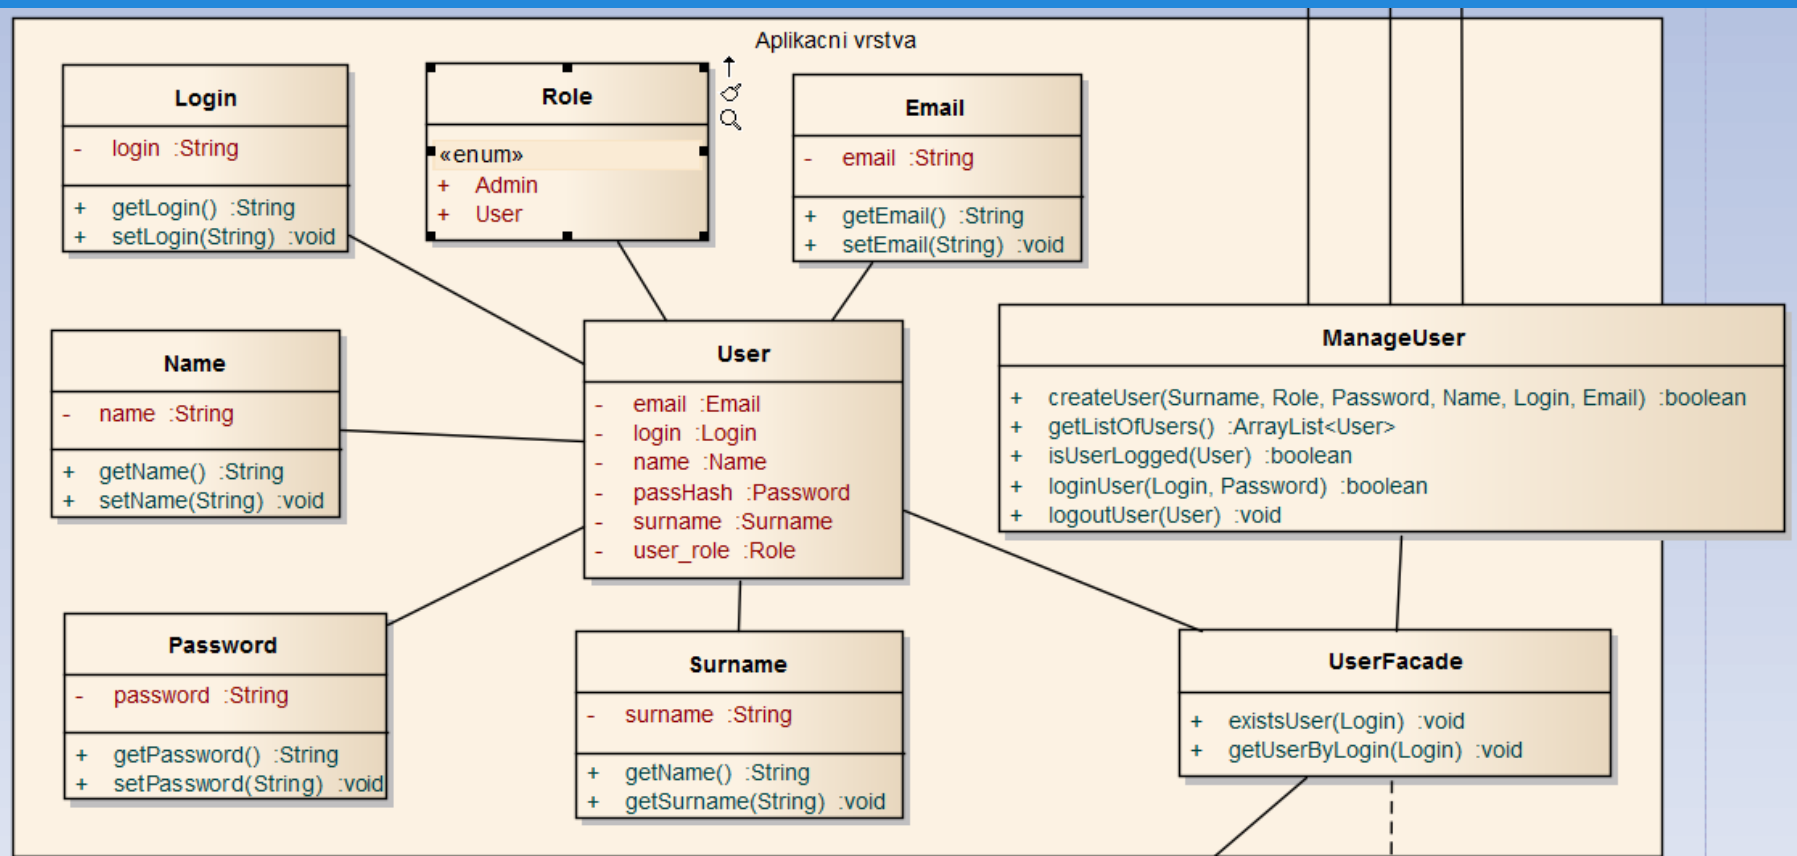 Aplikacni vrstva
Login
- login :String
+ getLogin() :String
+ setLogin(String) :void
Role
«enum»
+ Admin
+ User
Email
- email :String
+ getEmail() :String
+ setEmail(String) :void
Name
- name :String
+ getName() :String
+ setName(String) :void
User
- email :Email
- login :Login
- name :Name
- passHash :Password
- surname :Surname
- user_role :Role
ManageUser
+ createUser(Surname, Role, Password, Name, Login, Email) :boolean
+ getListOfUsers() :ArrayList<User>
+ isUserLogged(User) :boolean
+ loginUser(Login, Password) :boolean
+ logoutUser(User) :void
Password
- password :String
+ getPassword() :String
+ setPassword(String) :void
Surname
- surname :String
+ getName() :String
+ getSurname(String) :void
UserFacade
+ existsUser(Login) :void
+ getUserByLogin(Login) :void